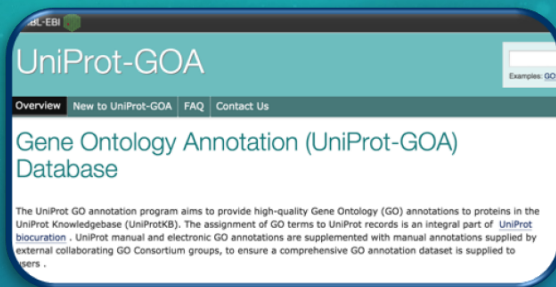 UniProt-GOA
Examples: GO
Overview New to UniProt-GOA FAQ Contact Us
Gene Ontology Annotation (UniProt-GOA)
Database
The UniProt GO annotation program aims to provide high-quality Gene Ontology (GO) annotations to proteins in the
UniProt Knowledgebase (UniProtKB). The assignment of GO terms to UniProt records is an integral part of UniProt
biocuration . UniProt manual and electronic GO annotations are supplemented with manual annotations supplied by
external collaborating GO Consortium groups, to ensure a comprehensive GO annotation dataset is supplied to
users .